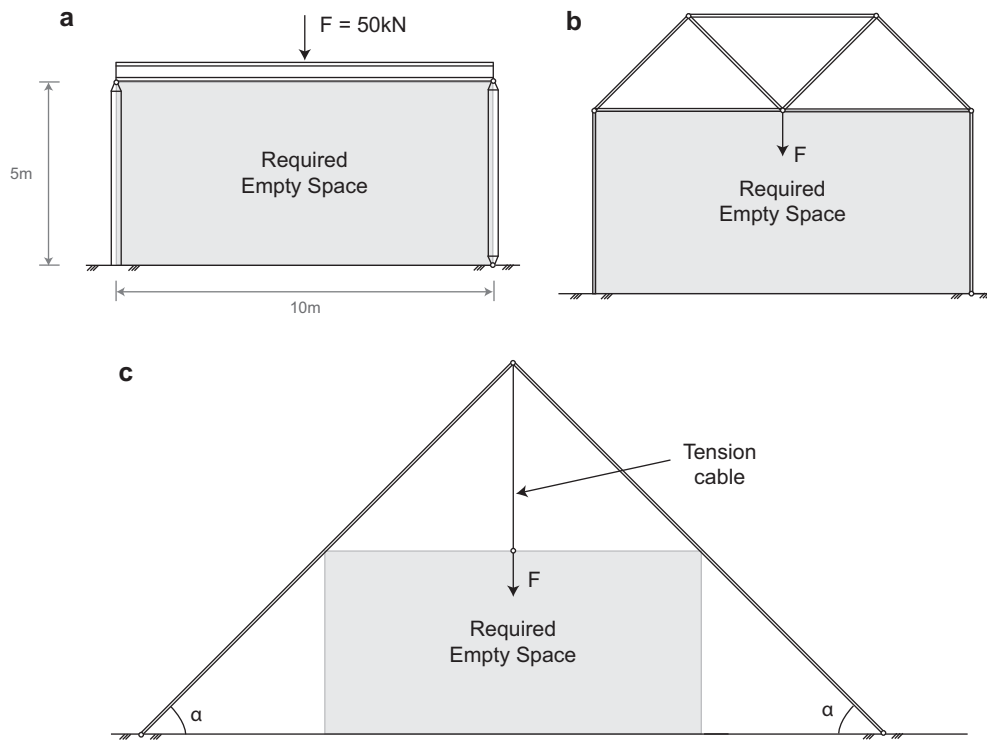 a
F = 50kN
5m
Required
Empty Space
10m
b
F
Required
Empty Space
c
Tension
cable
F
Required
Empty Space
α
α